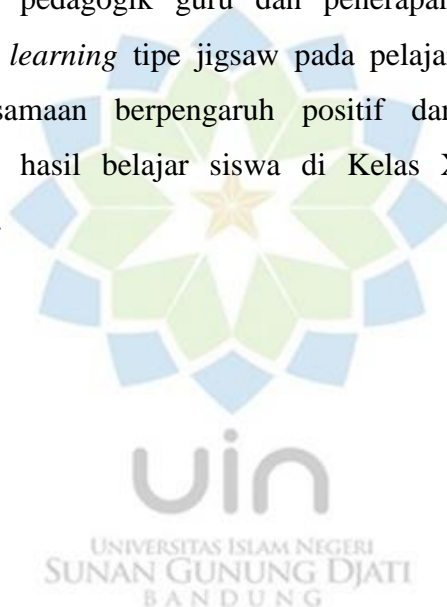 pedagogik guru dan penerapan
learning tipe jigsaw pada pelajar
samaan berpengaruh positif dan
hasil belajar siswa di Kelas X
uin
UNIVERSITAS ISLAM NEGERI
SUNAN GUNUNG DJATI
BANDUNG